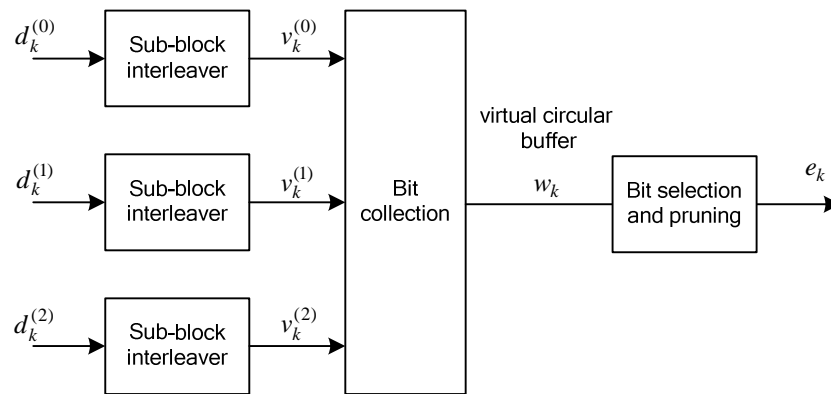 d_k^{(0)}
Sub-block
interleaver
v_k^{(0)}
d_k^{(1)}
Sub-block
interleaver
v_k^{(1)}
d_k^{(2)}
Sub-block
interleaver
v_k^{(2)}
Bit
collection
virtual circular
buffer
w_k
Bit selection
and pruning
e_k